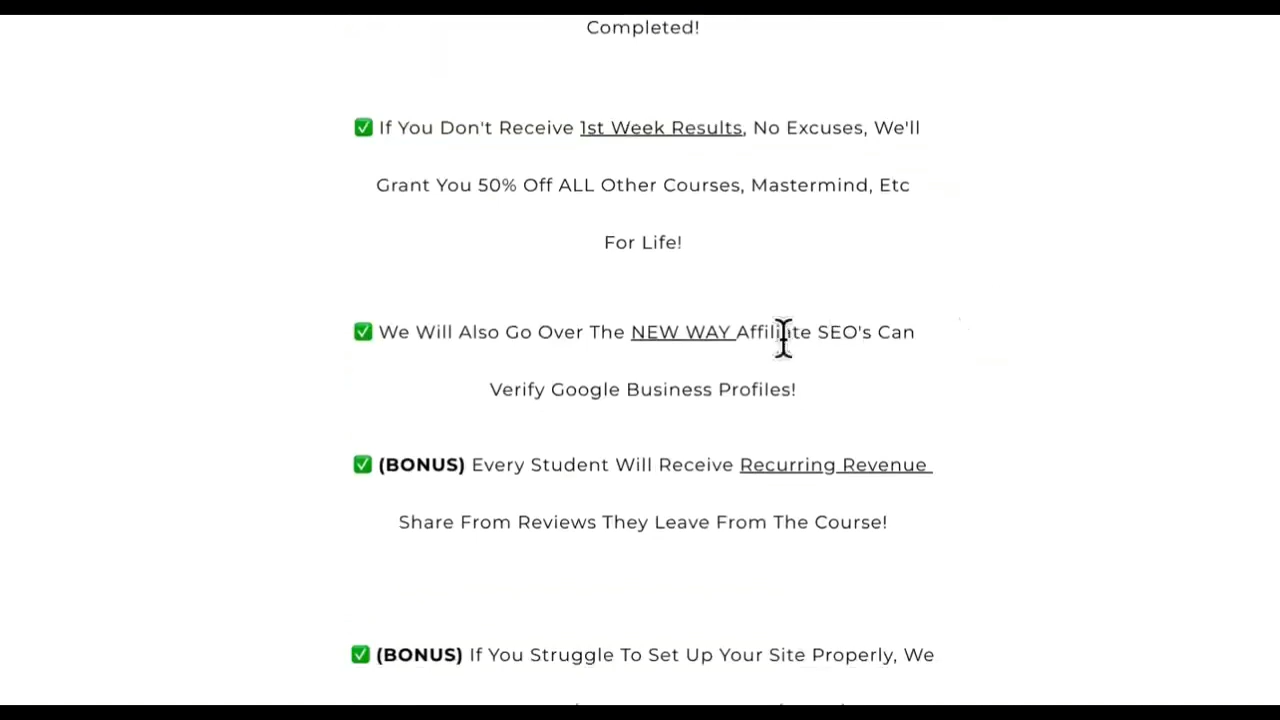 Completed!
✅ If You Don't Receive 1st Week Results, No Excuses, We'll
Grant You 50% Off ALL Other Courses, Mastermind, Etc
For Life!
✅ We Will Also Go Over The NEW WAY Affiliate SEO's Can
Verify Google Business Profiles!
✅ (BONUS) Every Student Will Receive Recurring Revenue
Share From Reviews They Leave From The Course!
✅ (BONUS) If You Struggle To Set Up Your Site Properly, We